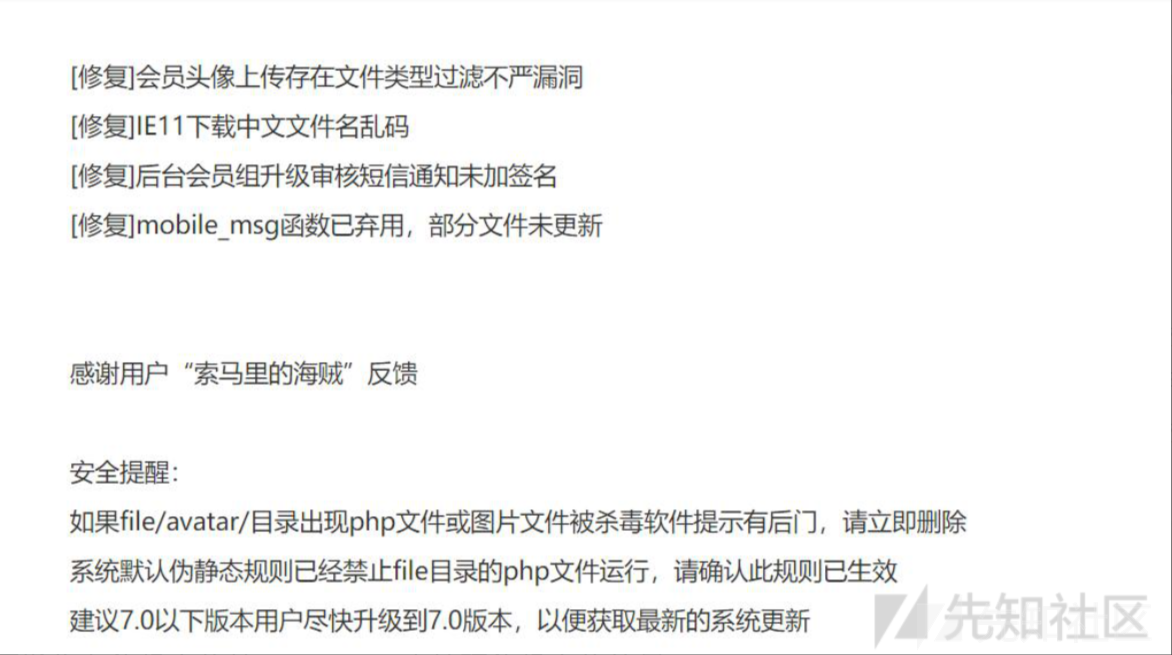 [修复]会员头像上传存在文件类型过滤不严漏洞
[修复]IE11下载中文文件名乱码
[修复]后台会员组升级审核短信通知未加签名
[修复]mobile_msg函数已弃用，部分文件未更新
感谢用户“索马里的海贼”反馈
安全提醒：
如果file/avatar/目录出现php文件或图片文件被杀毒软件提示有后门，请立即删除
系统默认伪静态规则已经禁止file目录的php文件运行，请确认此规则已生效
建议7.0以下版本用户尽快升级到7.0版本，以便获取最新的系统更新
先知社区